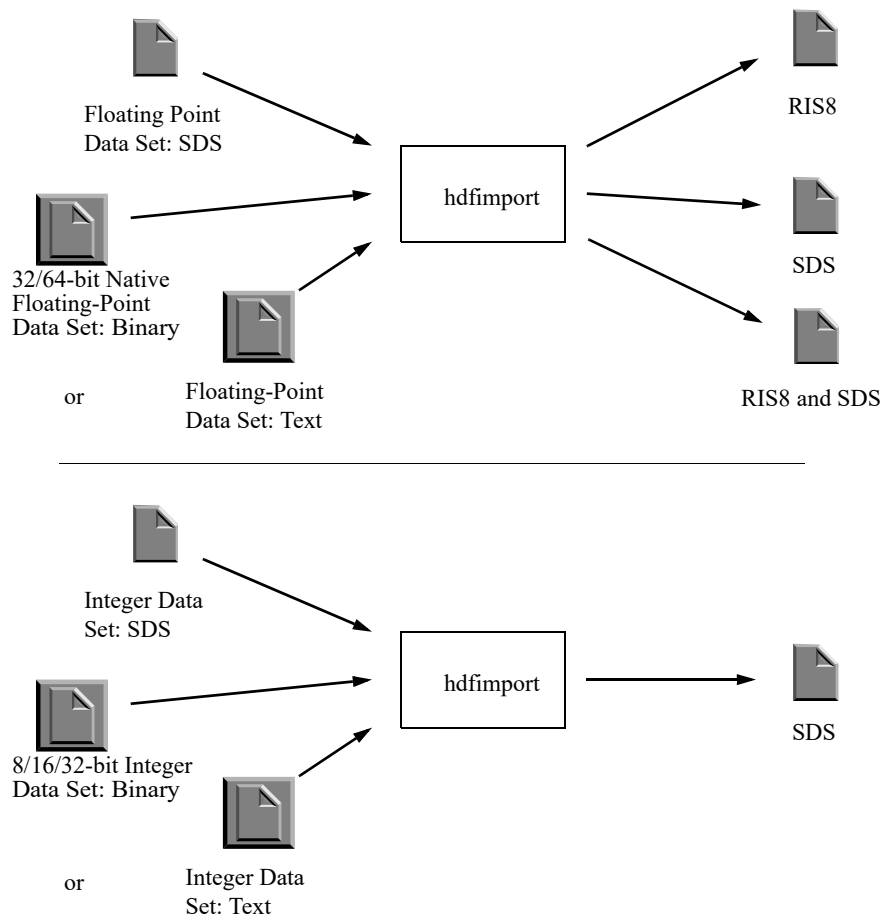 Floating Point
Data Set: SDS
RIS8
hdfimport
SDS
32/64-bit Native
Floating-Point
Data Set: Binary
or
Floating-Point
Data Set: Text
RIS8 and SDS
Integer Data
Set: SDS
hdfimport
SDS
8/16/32-bit Integer
Data Set: Binary
or
Integer Data
Set: Text